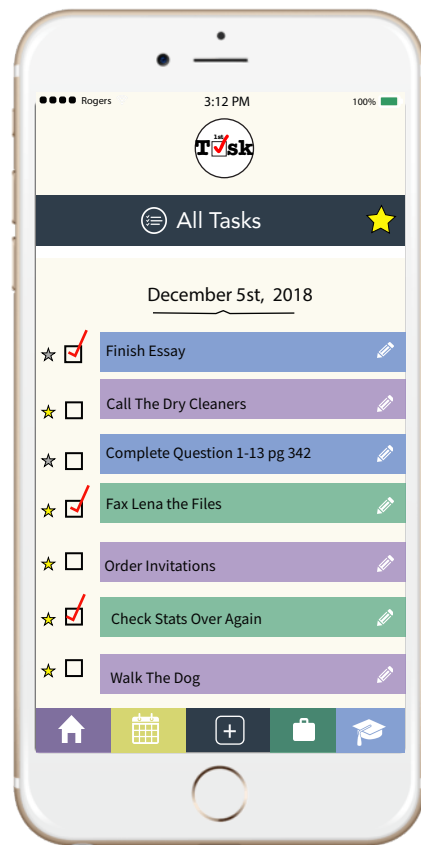 Rogers 3:12 PM 100%
1st
Task
All Tasks
December 5st, 2018
Finish Essay
Call The Dry Cleaners
Complete Question 1-13 pg 342
Fax Lena the Files
Order Invitations
Check Stats Over Again
Walk The Dog